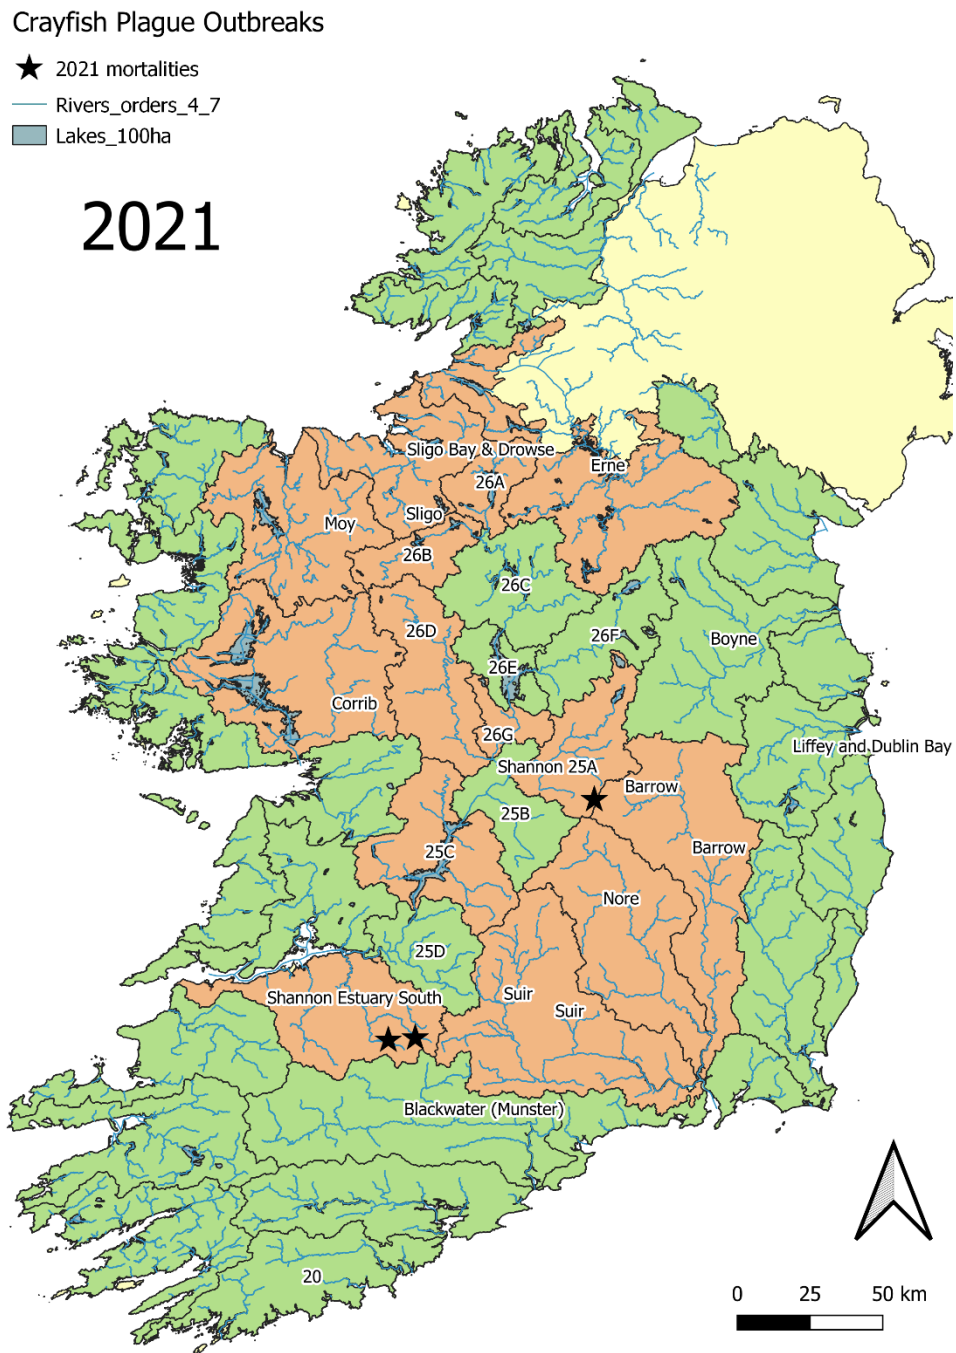 Crayfish Plague Outbreaks
2021 mortalities
Rivers_orders_4_7
Lakes_100ha
2021
Sligo Bay & Drowse
Erne
26A
Sligo
Moy
26B
26C
26D
26F
Boyne
26E
Corrib
26G
Liffey and Dublin Bay
Shannon 25A
Barrow
25B
Barrow
25C
Nore
25D
Suir
Shannon Estuary South
Suir
Blackwater (Munster)
20
0 25 50 km